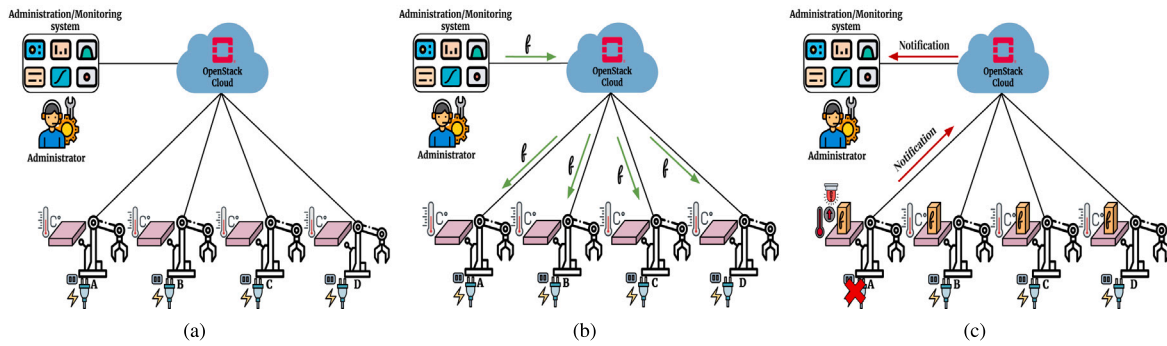 Administration/Monitoring
system
OpenStack
Cloud
Administrator
C°
C°
C°
C°
A
B
C
D
(a)
Administration/Monitoring
system
f
OpenStack
Cloud
Administrator
f
f
f
f
C°
C°
C°
C°
A
B
C
D
(b)
Administration/Monitoring
system
Notification
OpenStack
Cloud
Administrator
Notification
f
C°
f
C°
f
C°
f
C°
A
B
C
D
(c)